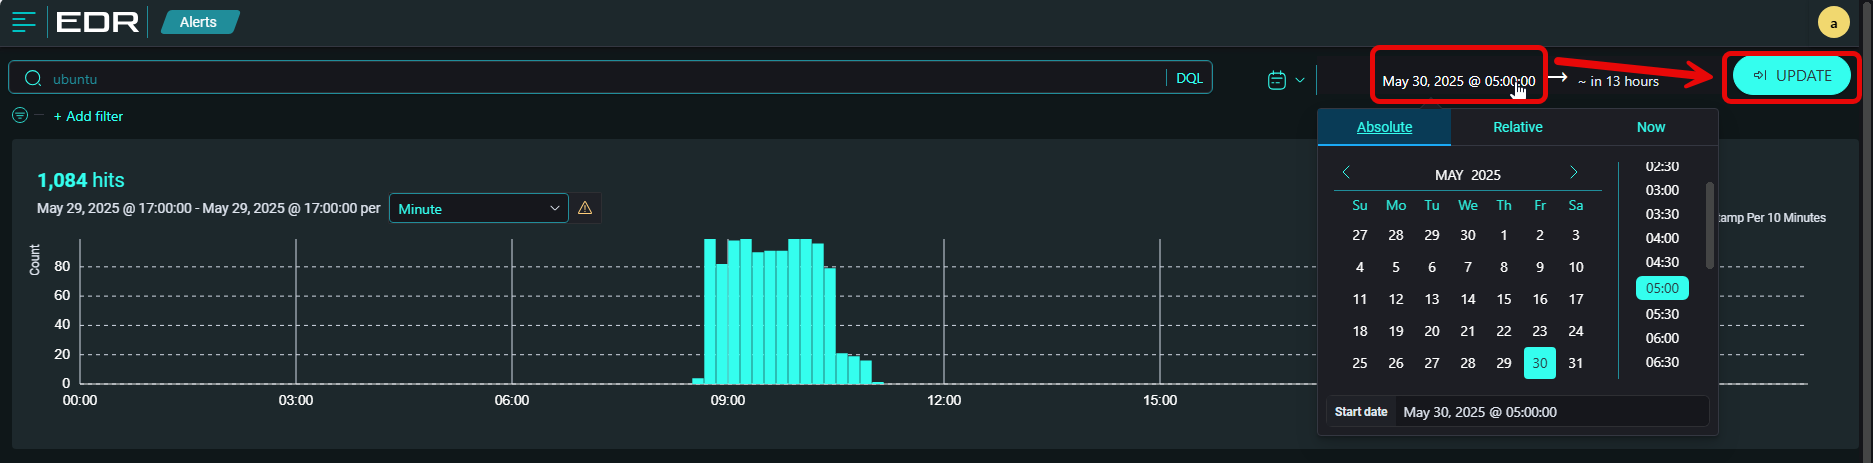 EDR
Alerts
a
ubuntu
DQL
May 30, 2025 @ 05:00:00
→
~ in 13 hours
UPDATE
+ Add filter
Absolute
Relative
Now
1,084 hits
May 29, 2025 @ 17:00:00 - May 29, 2025 @ 17:00:00 per
Minute
tamp Per 10 Minutes
Count
80
60
40
20
0
00:00
03:00
06:00
09:00
12:00
15:00
MAY 2025
Su Mo Tu We Th Fr Sa
27 28 29 30 1 2 3
4 5 6 7 8 9 10
11 12 13 14 15 16 17
18 19 20 21 22 23 24
25 26 27 28 29 30 31
02:30
03:00
03:30
04:00
04:30
05:00
05:30
06:00
06:30
Start date
May 30, 2025 @ 05:00:00